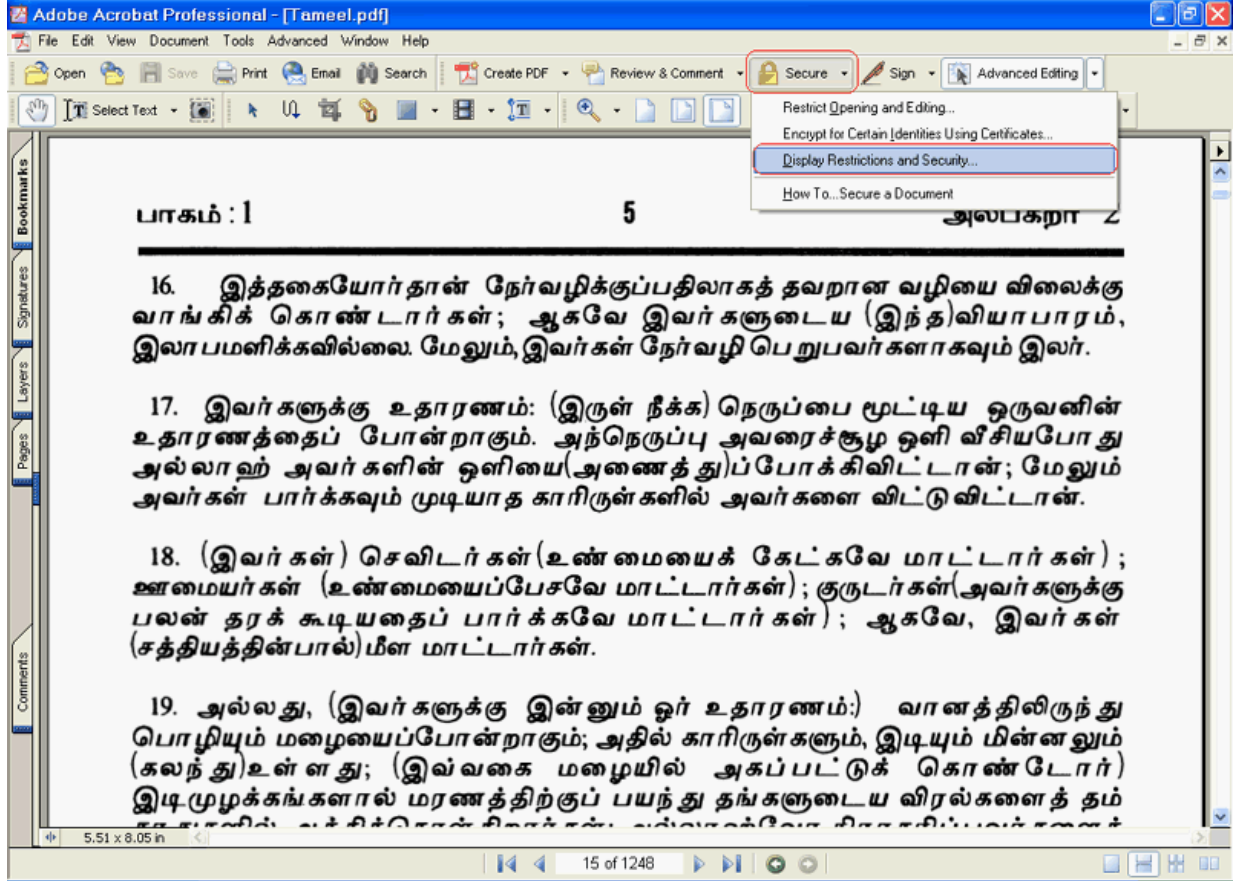 Adobe Acrobat Professional - [Tameel.pdf]
File Edit View Document Tools Advanced Window Help
Open Save Print Email Search Create PDF Review & Comment Secure Sign Advanced Editing
Select Text
Restrict Opening and Editing...
Encrypt for Certain Identities Using Certificates...
Display Restrictions and Security...
How To...Secure a Document
Bookmarks
Signatures
Layers
Pages
Comments
பாகம் : 1 5 அல்பகறா 2
16. இத்தகையோர்தான் நேர்வழிக்குப்பதிலாகத் தவறான வழியை விலைக்கு
வாங்கிக் கொண்டார்கள்; ஆகவே இவர்களுடைய (இந்த)வியாபாரம்,
இலாபமளிக்கவில்லை. மேலும்,இவர்கள் நேர்வழி பெறுபவர்களாகவும் இலர்.
17. இவர்களுக்கு உதாரணம்: (இருள் நீக்க) நெருப்பை மூட்டிய ஒருவனின்
உதாரணத்தைப் போன்றாகும். அந்நெருப்பு அவரைச்சூழ ஒளி வீசியபோது
அல்லாஹ் அவர்களின் ஒளியை(அணைத்து)ப்போக்கிவிட்டான்; மேலும்
அவர்கள் பார்க்கவும் முடியாத காரிருள்களில் அவர்களை விட்டுவிட்டான்.
18. (இவர்கள்) செவிடர்கள்(உண்மையைக் கேட்கவே மாட்டார்கள்);
ஊமையர்கள் (உண்மையைப்பேசவே மாட்டார்கள்); குருடர்கள்(அவர்களுக்கு
பலன் தரக் கூடியதைப் பார்க்கவே மாட்டார்கள்); ஆகவே, இவர்கள்
(சத்தியத்தின்பால்)மீள மாட்டார்கள்.
19. அல்லது, (இவர்களுக்கு இன்னும் ஓர் உதாரணம்:) வானத்திலிருந்து
பொழியும் மழையைப்போன்றாகும்; அதில் காரிருள்களும், இடியும் மின்னலும்
(கலந்து)உள்ளது; (இவ்வகை மழையில் அகப்பட்டுக் கொண்டோர்)
இடிமுழக்கங்களால் மரணத்திற்குப் பயந்து தங்களுடைய விரல்களைத் தம்
5.51 x 8.05 in
15 of 1248